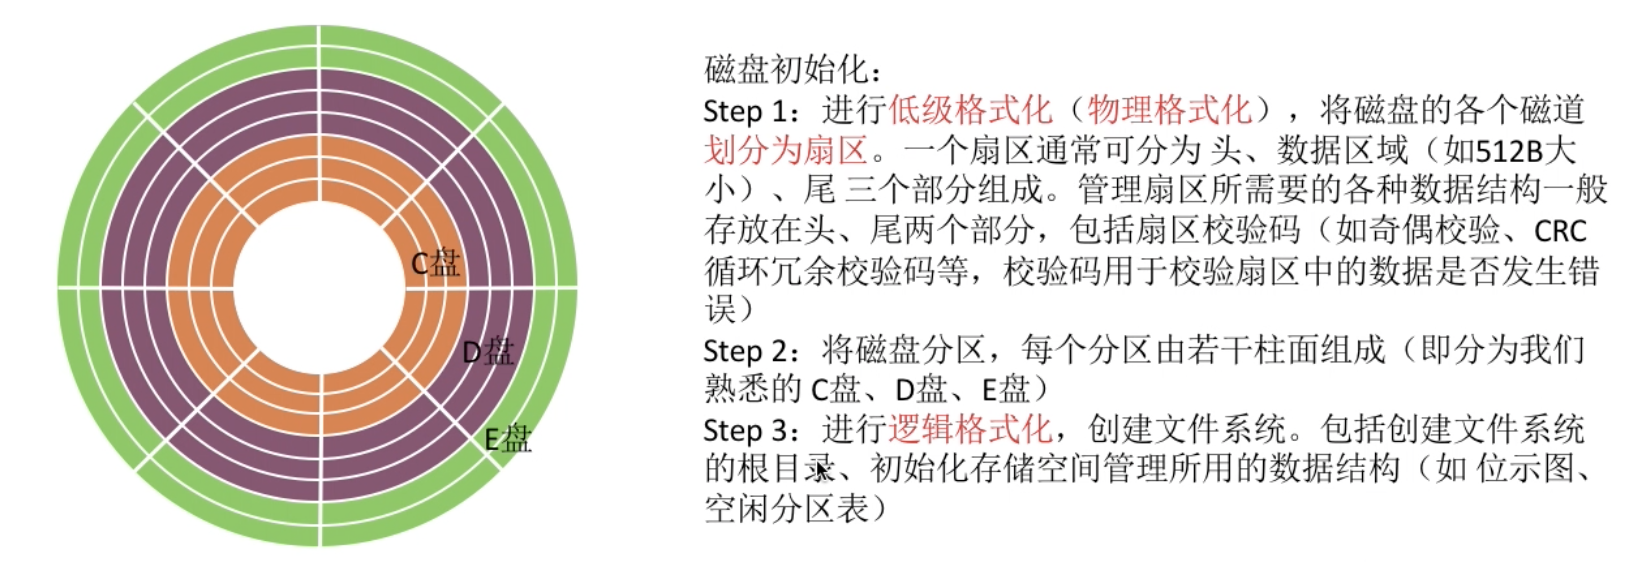 C盘
D盘
E盘
磁盘初始化：
Step 1：进行低级格式化（物理格式化），将磁盘的各个磁道
划分为扇区。一个扇区通常可分为 头、数据区域（如512B大
小）、尾 三个部分组成。管理扇区所需要的各种数据结构一般
存放在头、尾两个部分，包括扇区校验码（如奇偶校验、CRC
循环冗余校验码等，校验码用于校验扇区中的数据是否发生错
误）
Step 2：将磁盘分区，每个分区由若干柱面组成（即分为我们
熟悉的 C盘、D盘、E盘）
Step 3：进行逻辑格式化，创建文件系统。包括创建文件系统
的根目录、初始化存储空间管理所用的数据结构（如 位示图、
空闲分区表）